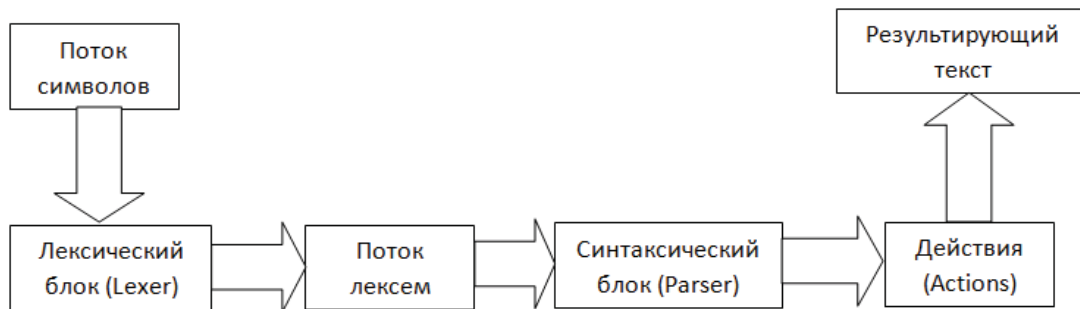 Поток
символов
Результирующий
текст
Лексический
блок (Lexer)
Поток
лексем
Синтаксический
блок (Parser)
Действия
(Actions)